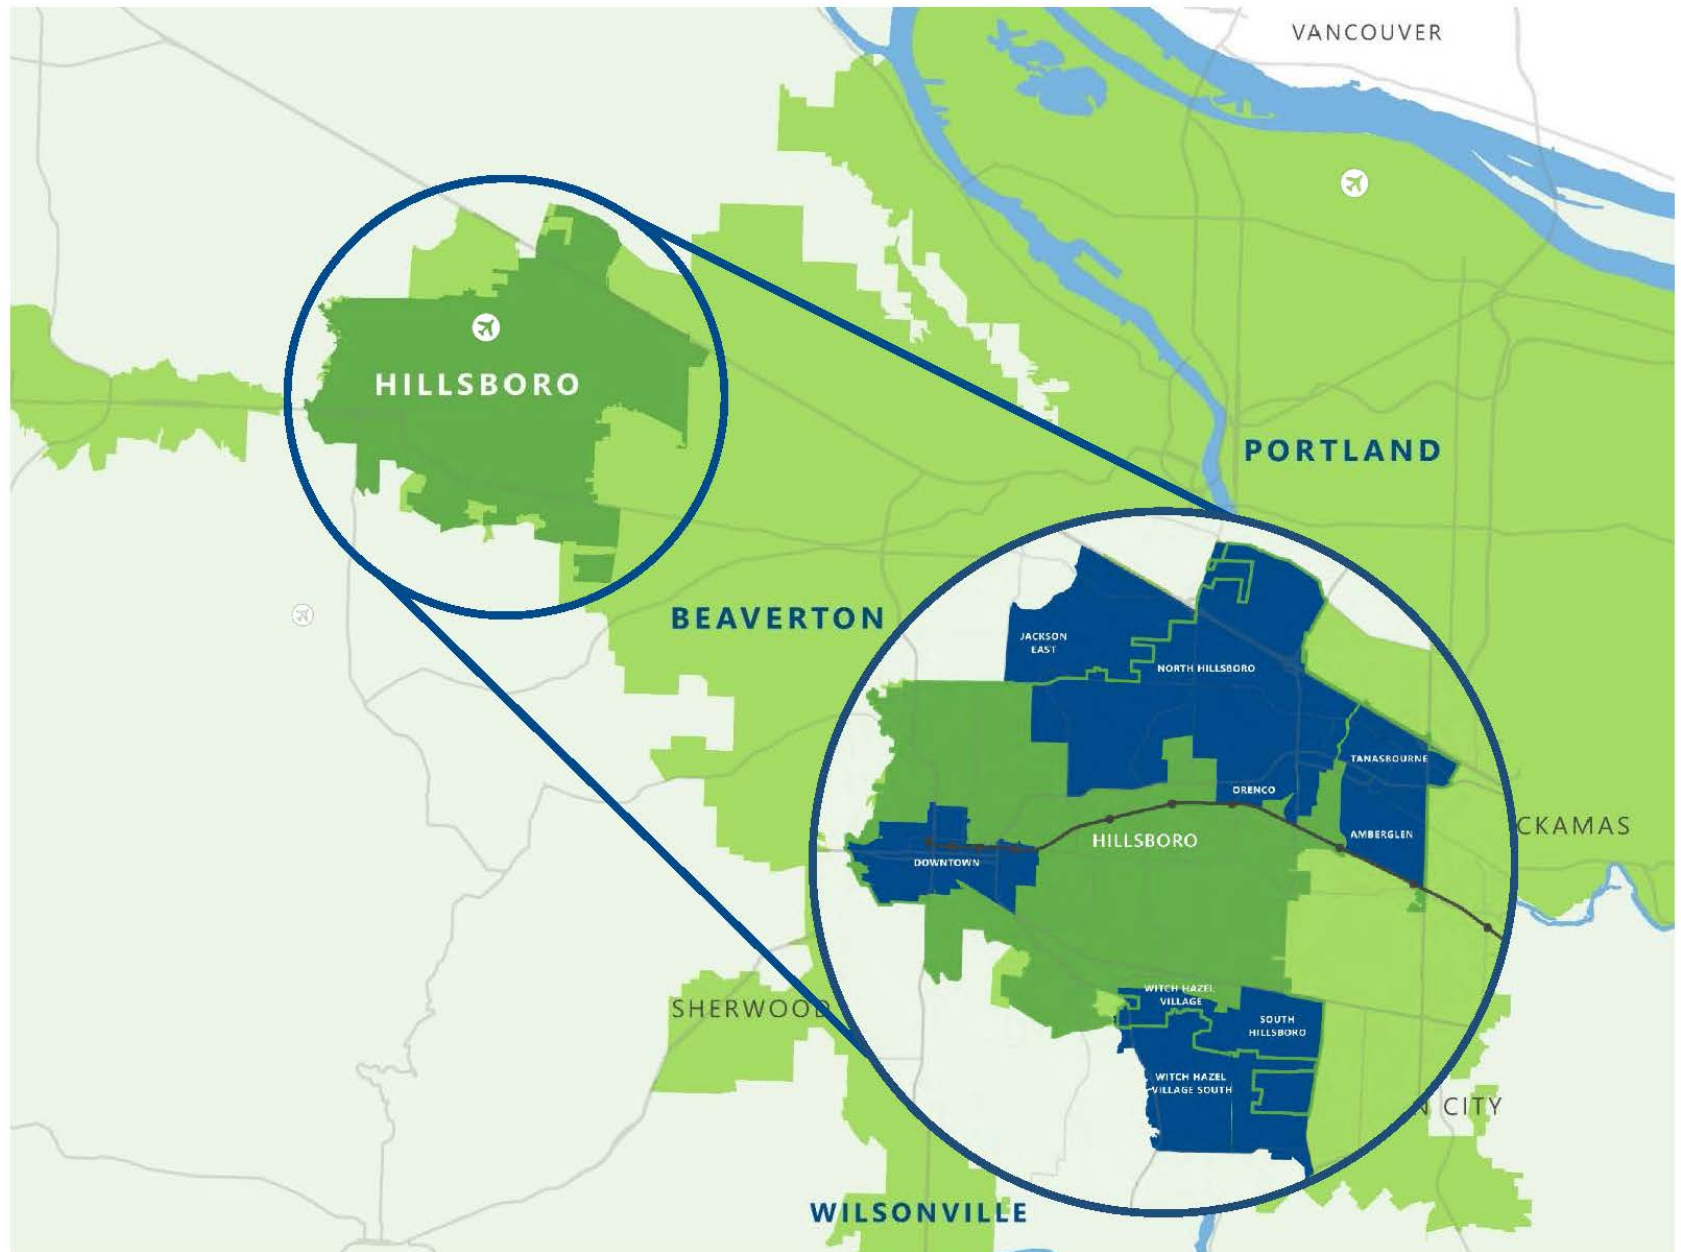 VANCOUVER
HILLSBORO
PORTLAND
BEAVERTON
JACKSON
EAST
NORTH HILLSBORO
TANASBOURNE
ORENCO
CKAMAS
AMBERGLEN
HILLSBORO
DOWNTOWN
WITCH HAZEL
VILLAGE
SHERWOOD
SOUTH
HILLSBORO
WITCH HAZEL
VILLAGE SOUTH
N CITY
WILSONVILLE